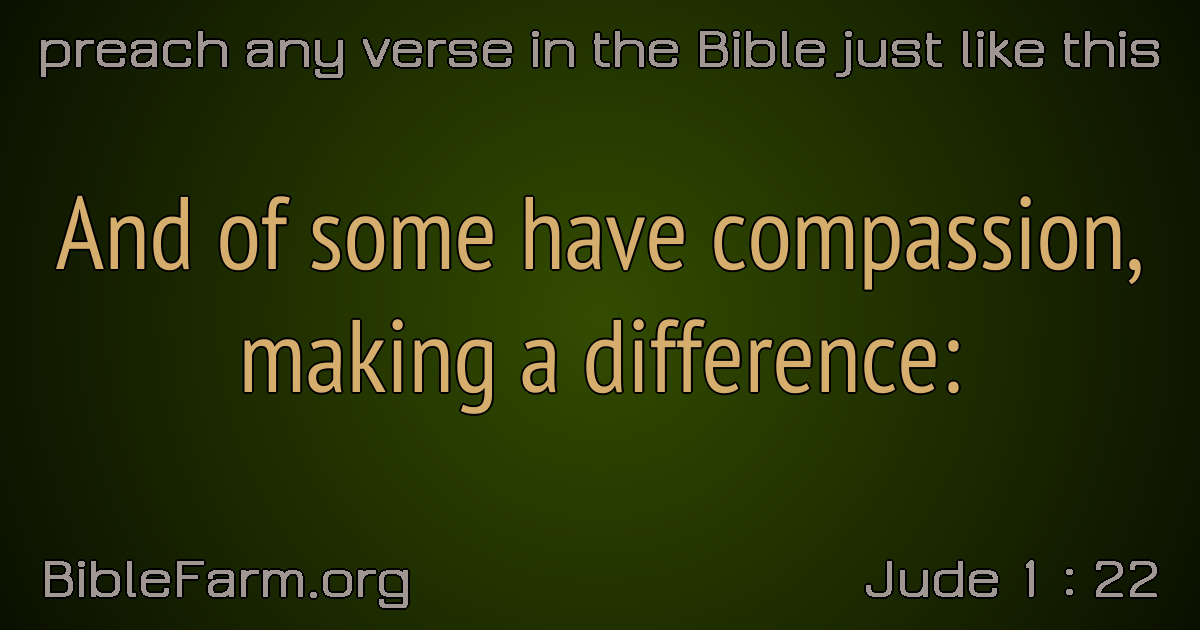 preach any verse in the Bible just like this
And of some have compassion,
making a difference:
BibleFarm.org
Jude 1 : 22